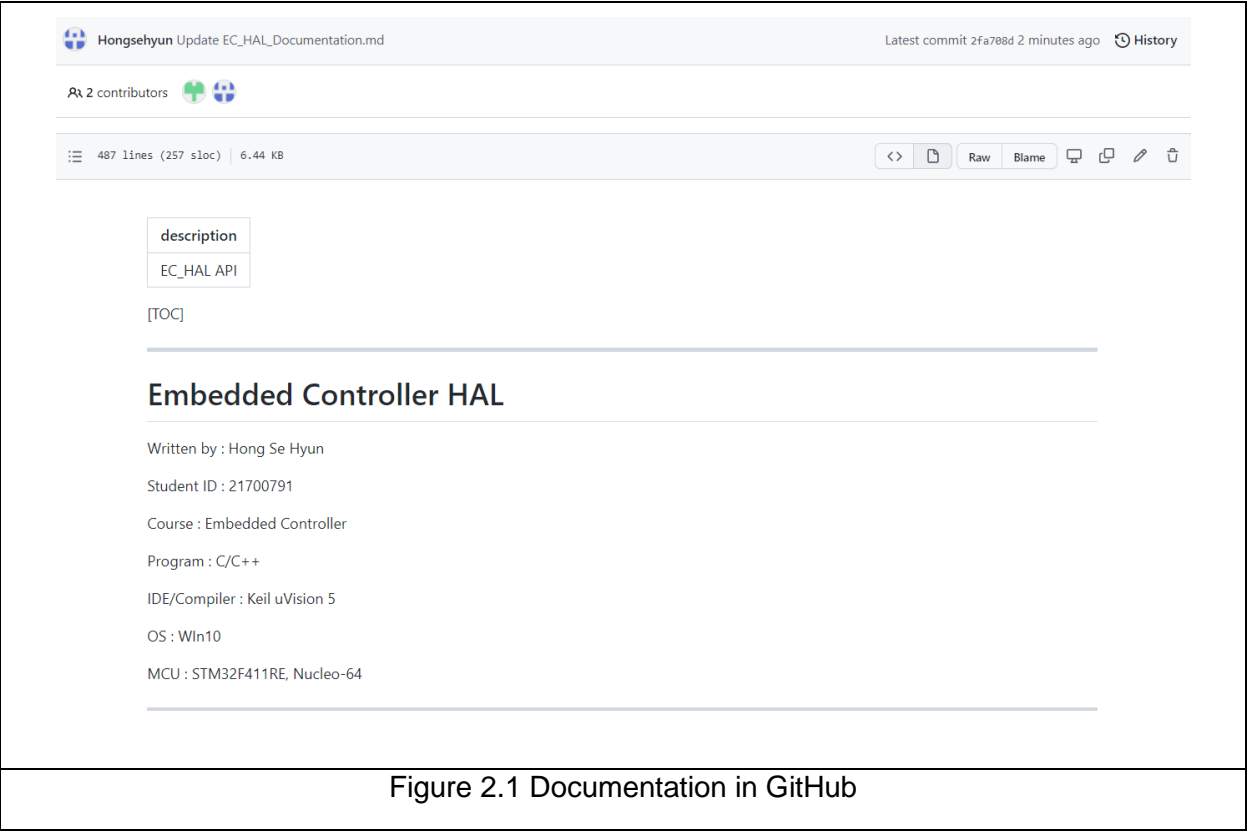 Hongsehyun Update EC_HAL_Documentation.md Latest commit 2fa708d 2 minutes ago History
2 contributors
487 lines (257 sloc) 6.44 KB <> Raw Blame
description
EC_HAL API
[TOC]
Embedded Controller HAL
Written by : Hong Se Hyun
Student ID : 21700791
Course : Embedded Controller
Program : C/C++
IDE/Compiler : Keil uVision 5
OS : WIn10
MCU : STM32F411RE, Nucleo-64
Figure 2.1 Documentation in GitHub